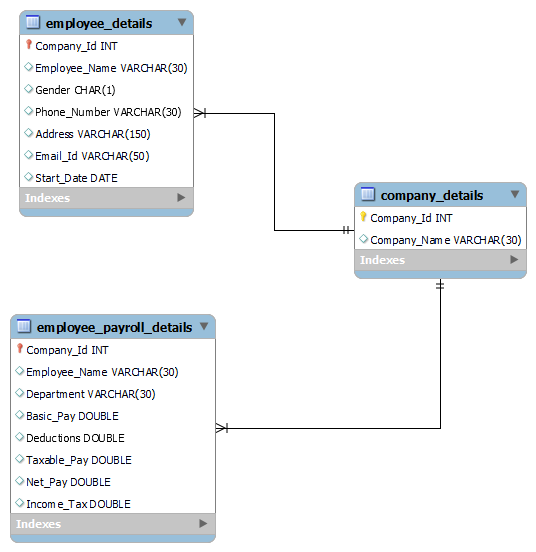 employee_details
Company_Id INT
Employee_Name VARCHAR(30)
Gender CHAR(1)
Phone_Number VARCHAR(30)
Address VARCHAR(150)
Email_Id VARCHAR(50)
Start_Date DATE
Indexes
company_details
Company_Id INT
Company_Name VARCHAR(30)
Indexes
employee_payroll_details
Company_Id INT
Employee_Name VARCHAR(30)
Department VARCHAR(30)
Basic_Pay DOUBLE
Deductions DOUBLE
Taxable_Pay DOUBLE
Net_Pay DOUBLE
Income_Tax DOUBLE
Indexes